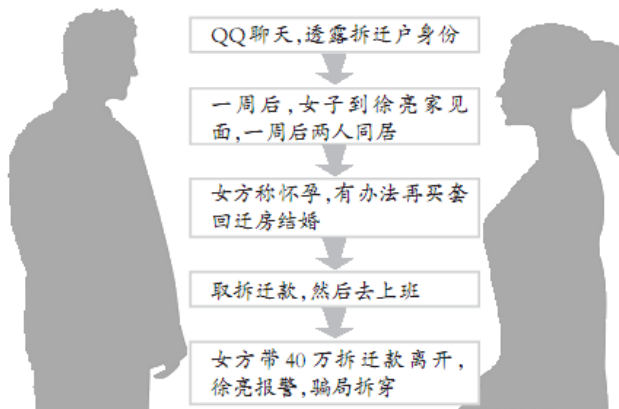 QQ聊天,透露拆迁户身份
一周后,女子到徐亮家见
面,一周后两人同居
女方称怀孕,有办法再买套
回迁房结婚
取拆迁款,然后去上班
女方带40万拆迁款离开,
徐亮报警,骗局拆穿